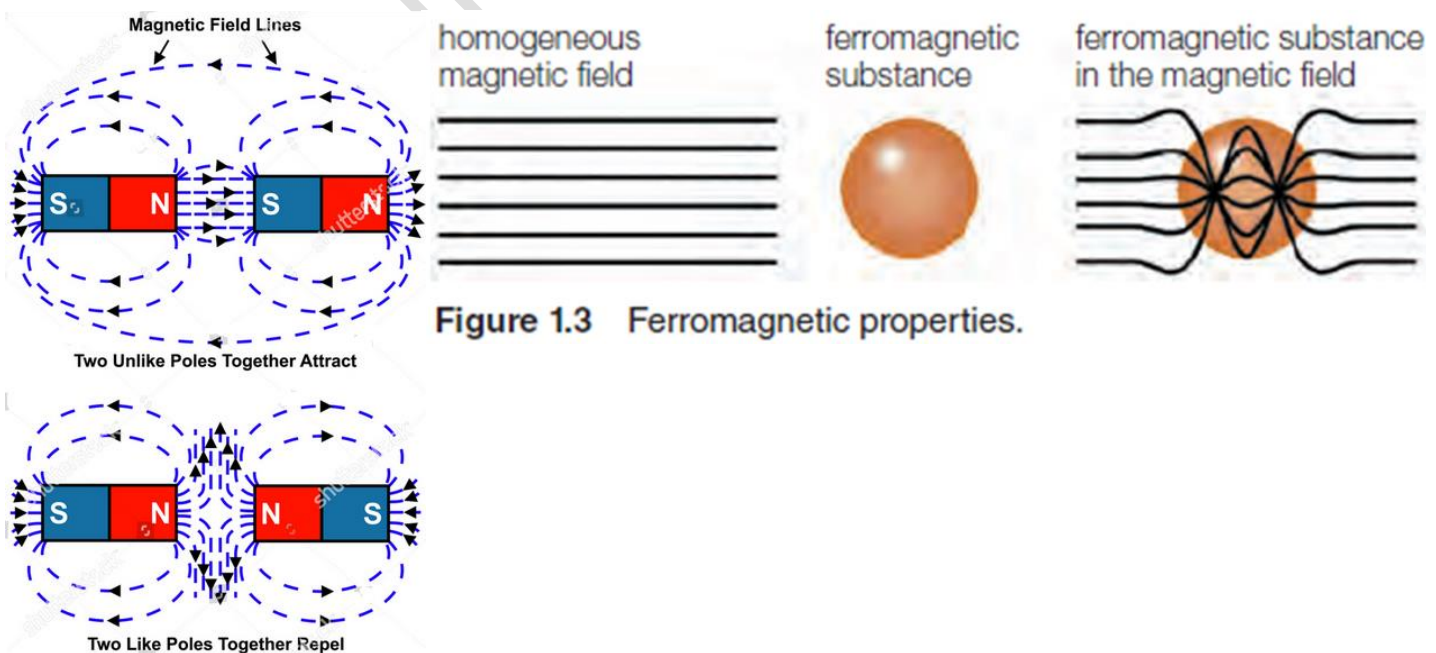 Magnetic Field Lines
S N S N
Two Unlike Poles Together Attract
S N N S
Two Like Poles Together Repel
homogeneous
magnetic field
ferromagnetic
substance
ferromagnetic substance
in the magnetic field
Figure 1.3 Ferromagnetic properties.